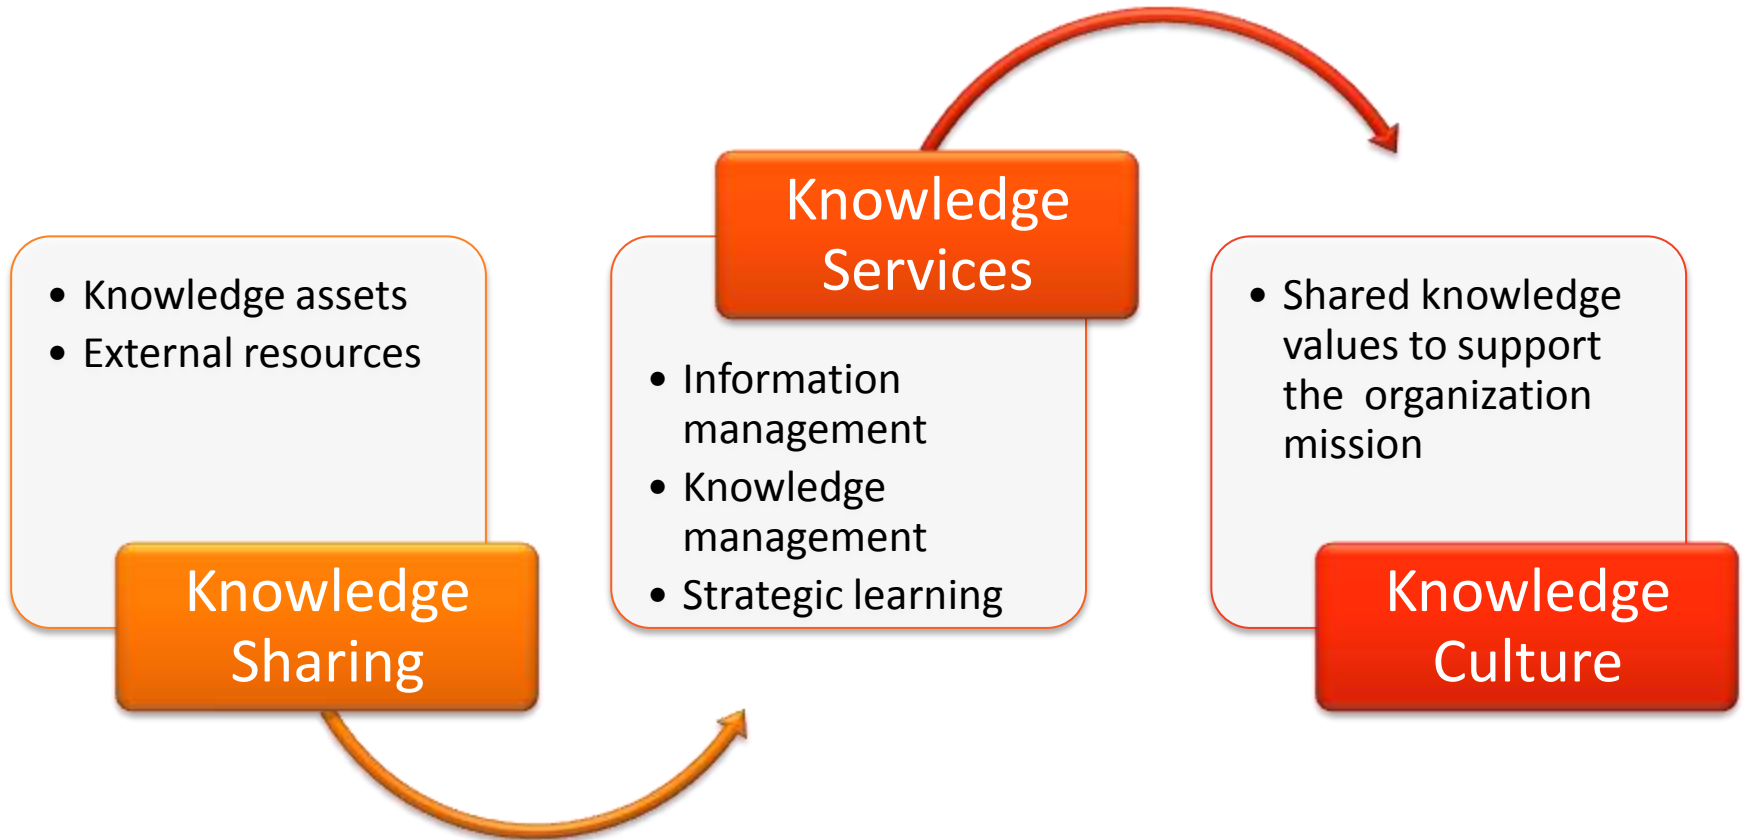 • Knowledge assets
• External resources
Knowledge
Sharing
Knowledge
Services
• Information
management
• Knowledge
management
• Strategic learning
• Shared knowledge
values to support
the  organization
mission
Knowledge
Culture